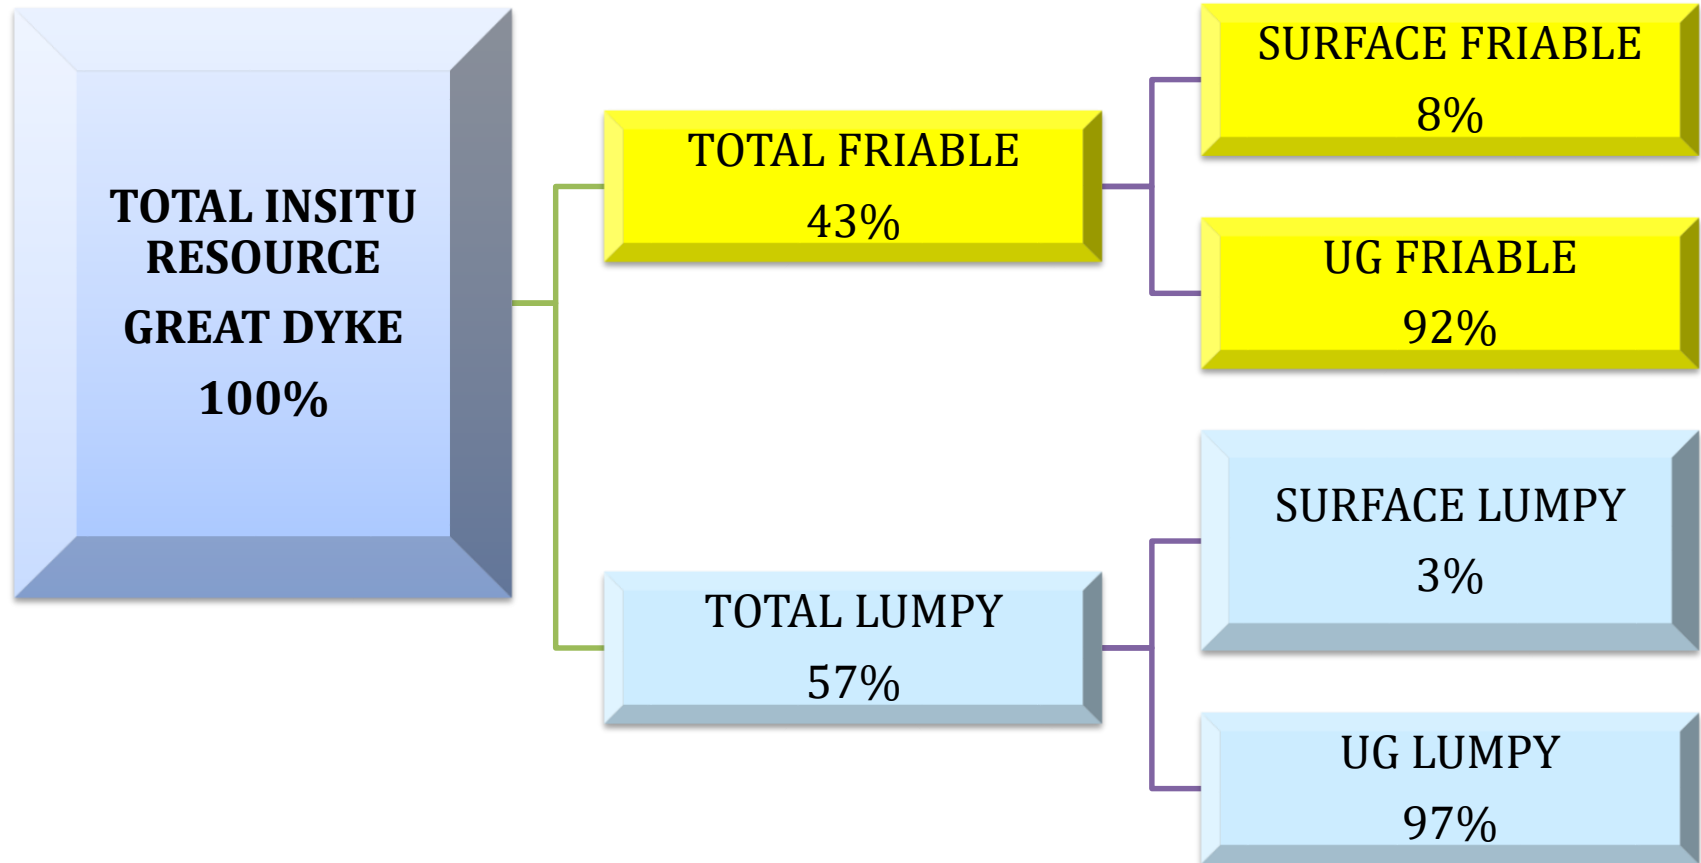 TOTAL INSITU
RESOURCE
GREAT DYKE
100%
TOTAL FRIABLE
43%
SURFACE FRIABLE
8%
UG FRIABLE
92%
TOTAL LUMPY
57%
SURFACE LUMPY
3%
UG LUMPY
97%